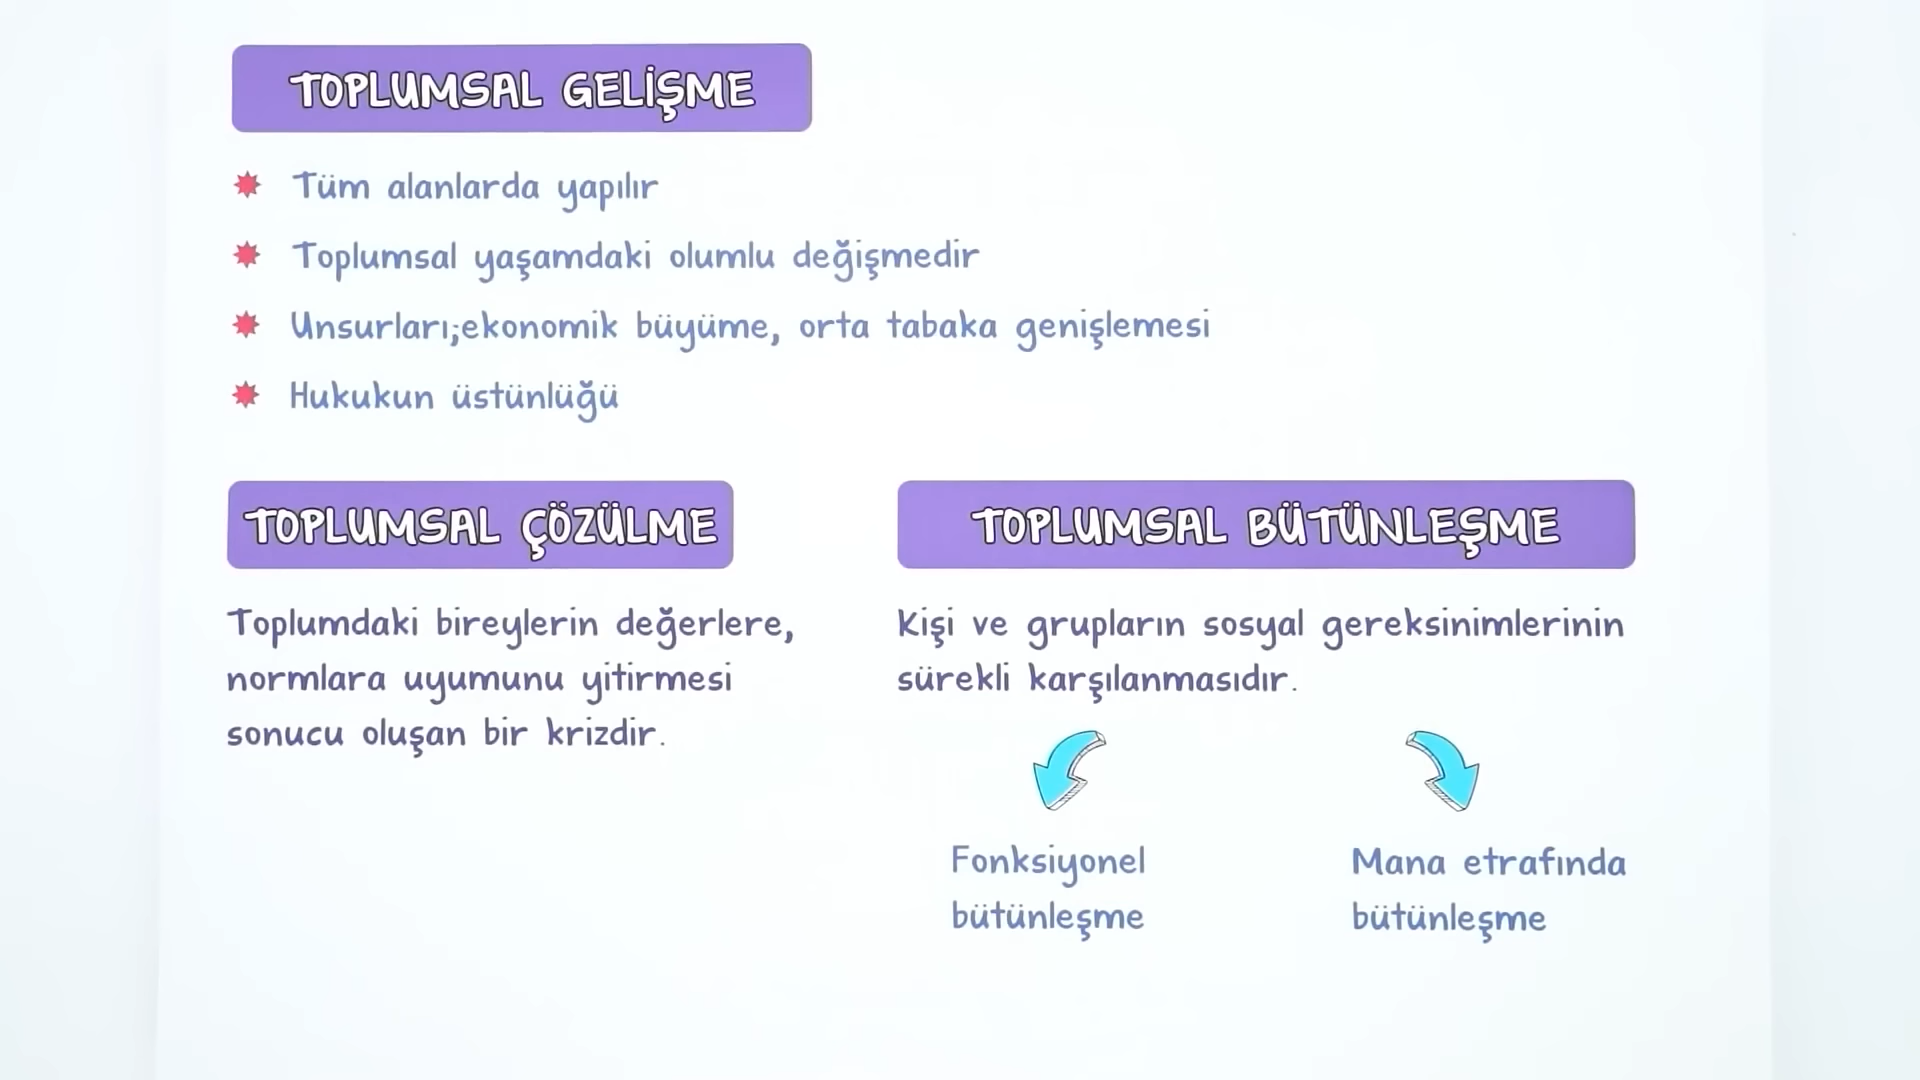 TOPLUMSAL GELİŞME
Tüm alanlarda yapılır
Toplumsal yaşamdaki olumlu değişmedir
Unsurları;ekonomik büyüme, orta tabaka genişlemesi
Hukukun üstünlüğü
TOPLUMSAL ÇÖZÜLME
Toplumdaki bireylerin değerlere,
normlara uyumunu yitirmesi
sonucu oluşan bir krizdir.
TOPLUMSAL BÜTÜNLEŞME
Kişi ve grupların sosyal gereksinimlerinin
sürekli karşılanmasıdır.
Fonksiyonel
bütünleşme
Mana etrafında
bütünleşme